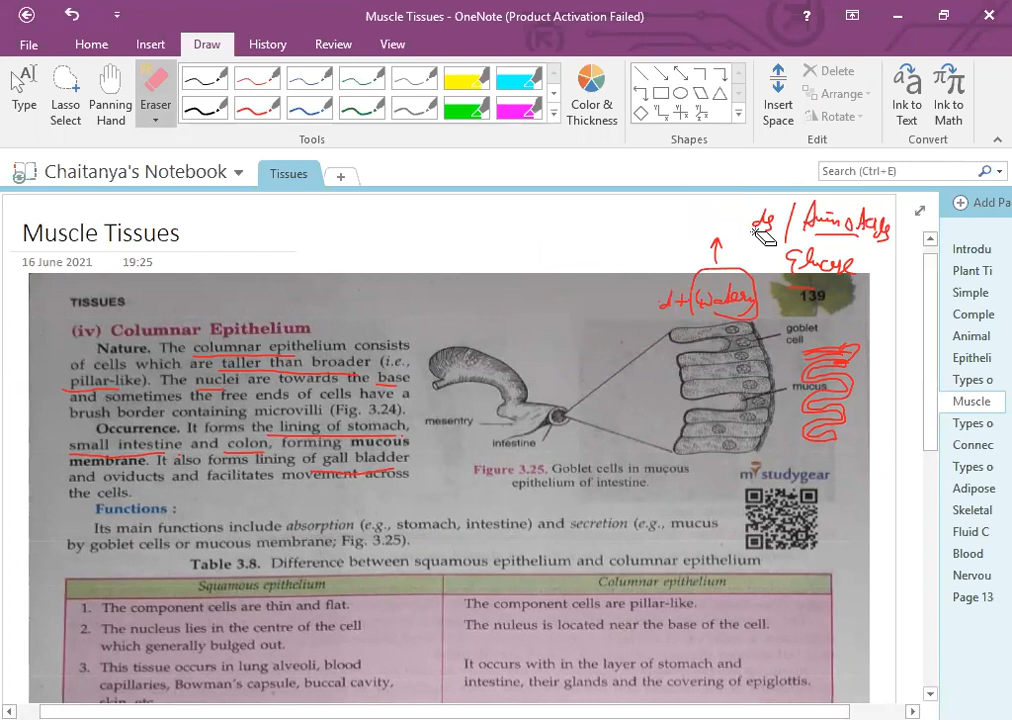 Muscle Tissues - OneNote (Product Activation Failed)
File Home Insert Draw History Review View
Type
Lasso Select
Panning Hand
Eraser
Color & Thickness
Insert Space
Delete
Arrange
Rotate
Ink to Text
Ink to Math
Tools
Shapes
Edit
Convert
Chaitanya's Notebook
Tissues
Search (Ctrl+E)
Muscle Tissues
16 June 2021 19:25
/ Amino Acids
Glucose
d+(watery)
TISSUES
139
(iv) Columnar Epithelium
Nature. The columnar epithelium consists
of cells which are taller than broader (i.e.,
pillar-like). The nuclei are towards the base
and sometimes the free ends of cells have a
brush border containing microvilli (Fig. 3.24).
Occurrence. It forms the lining of stomach,
small intestine and colon, forming mucous
membrane. It also forms lining of gall bladder
and oviducts and facilitates movement across
the cells.
mesentry
intestine
goblet
cell
mucus
Figure 3.25. Goblet cells in mucous
epithelium of intestine.
mystudygear
Functions :
Its main functions include absorption (e.g., stomach, intestine) and secretion (e.g., mucus
by goblet cells or mucous membrane; Fig. 3.25).
Table 3.8. Difference between squamous epithelium and columnar epithelium
Squamous epithelium
Columnar epithelium
1. The component cells are thin and flat.
The component cells are pillar-like.
2. The nucleus lies in the centre of the cell
which generally bulged out.
The nuleus is located near the base of the cell.
3. This tissue occurs in lung alveoli, blood
capillaries, Bowman's capsule, buccal cavity,
skin, etc.
It occurs with in the layer of stomach and
intestine, their glands and the covering of epiglottis.
Add Pa
Introdu
Plant Ti
Simple
Comple
Animal
Epitheli
Types o
Muscle
Types o
Connec
Types o
Adipose
Skeletal
Fluid C
Blood
Nervou
Page 13